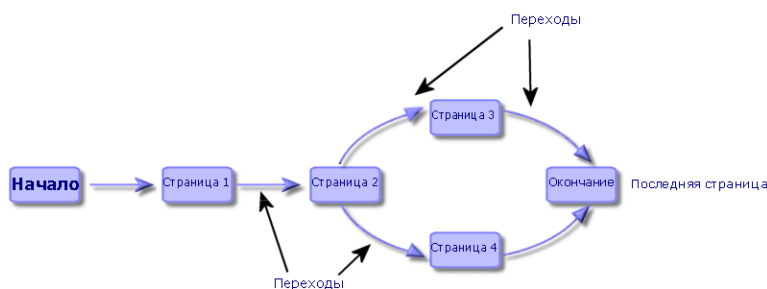 Переходы
Страница 3
Начало
Страница 1
Страница 2
Окончание
Последняя страница
Страница 4
Переходы